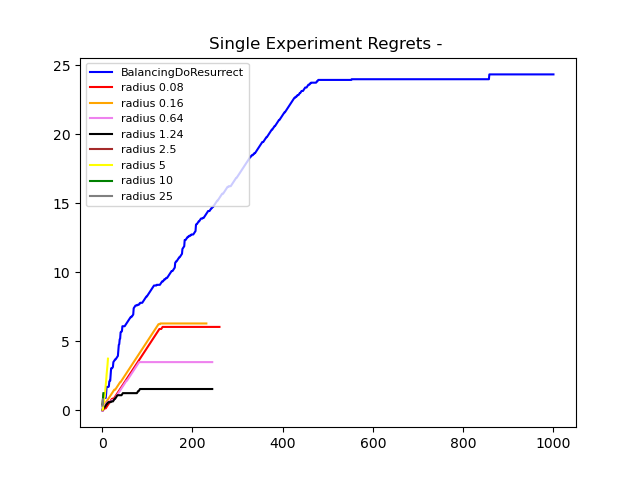 Single Experiment Regrets -
25
20
15
10
5
0
BalancingDoResurrect
radius 0.08
radius 0.16
radius 0.64
radius 1.24
radius 2.5
radius 5
radius 10
radius 25
0 200 400 600 800 1000